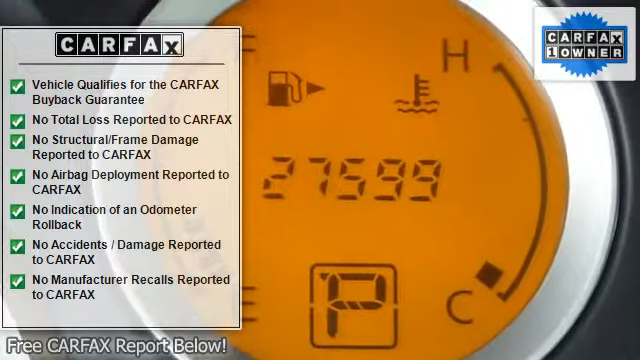 CARFAX
Vehicle Qualifies for the CARFAX
Buyback Guarantee
No Total Loss Reported to CARFAX
No Structural/Frame Damage
Reported to CARFAX
No Airbag Deployment Reported to
CARFAX
No Indication of an Odometer
Rollback
No Accidents / Damage Reported
to CARFAX
No Manufacturer Recalls Reported
to CARFAX
Free CARFAX Report Below!
F
H
27599
E
P
C
CARFAX
1 OWNER